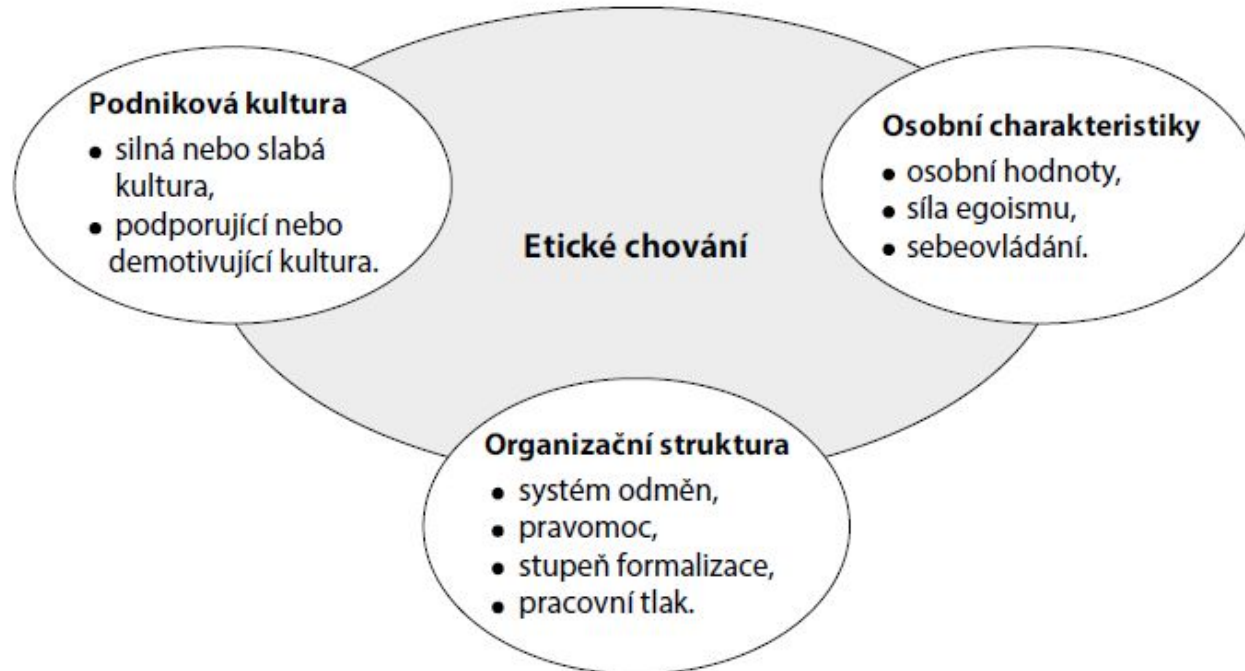 Podniková kultura
• silná nebo slabá
kultura,
• podporující nebo
demotivující kultura.
Etické chování
Osobní charakteristiky
• osobní hodnoty,
• síla egoismu,
• sebeovládání.
Organizační struktura
• systém odměn,
• pravomoc,
• stupeň formalizace,
• pracovní tlak.